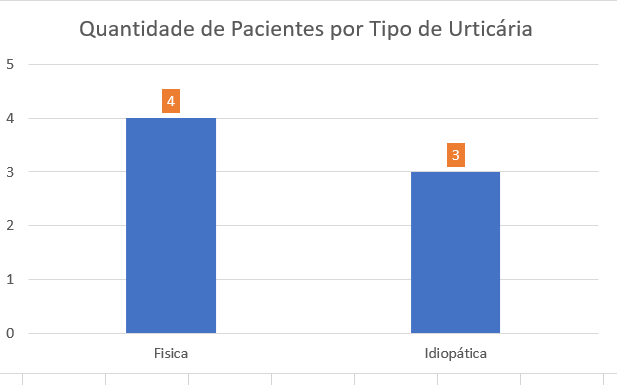 Quantidade de Pacientes por Tipo de Urticária
5
4
3
2
1
0
4
3
Fisica
Idiopática